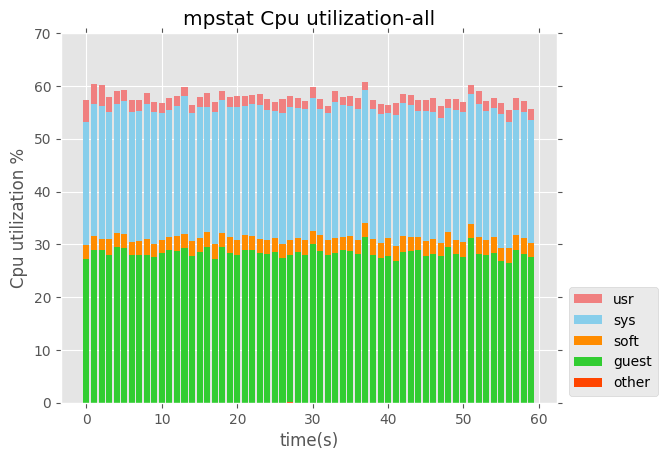 mpstat Cpu utilization-all
70
60
50
40
30
20
10
0
Cpu utilization %
0 10 20 30 40 50 60
time(s)
usr
sys
soft
guest
other